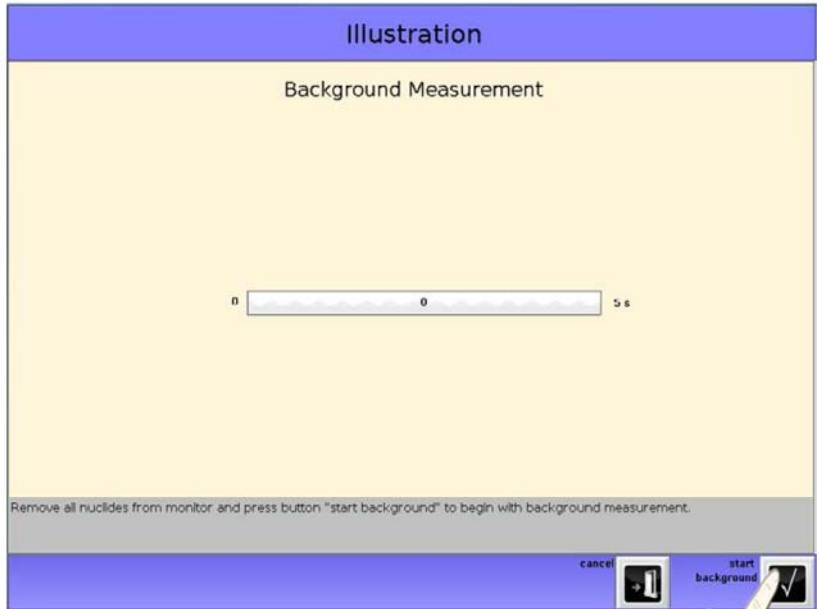 Illustration
Background Measurement
0 0 5 s
Remove all nuclides from monitor and press button "start background" to begin with background measurement.
cancel
start
background